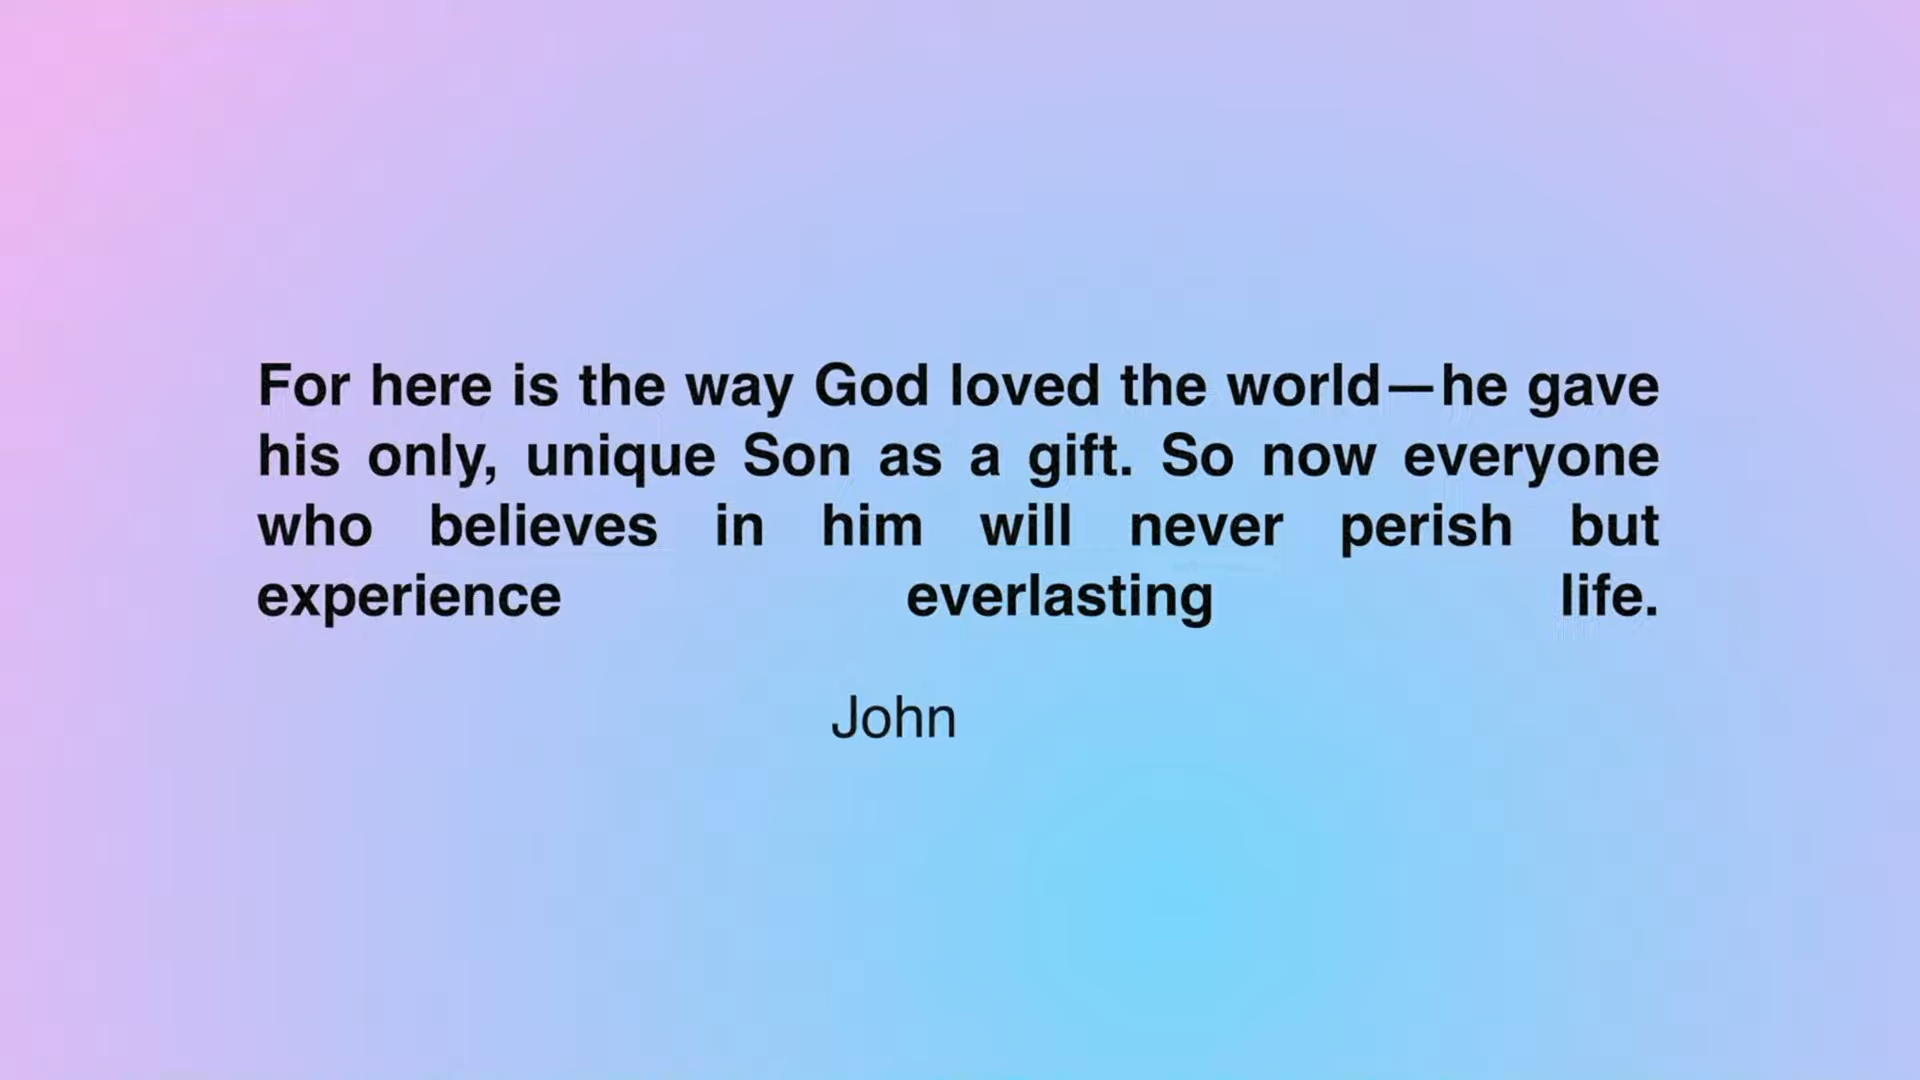 For here is the way God loved the world—he gave
his only, unique Son as a gift. So now everyone
who believes in him will never perish but
experience everlasting life.
John